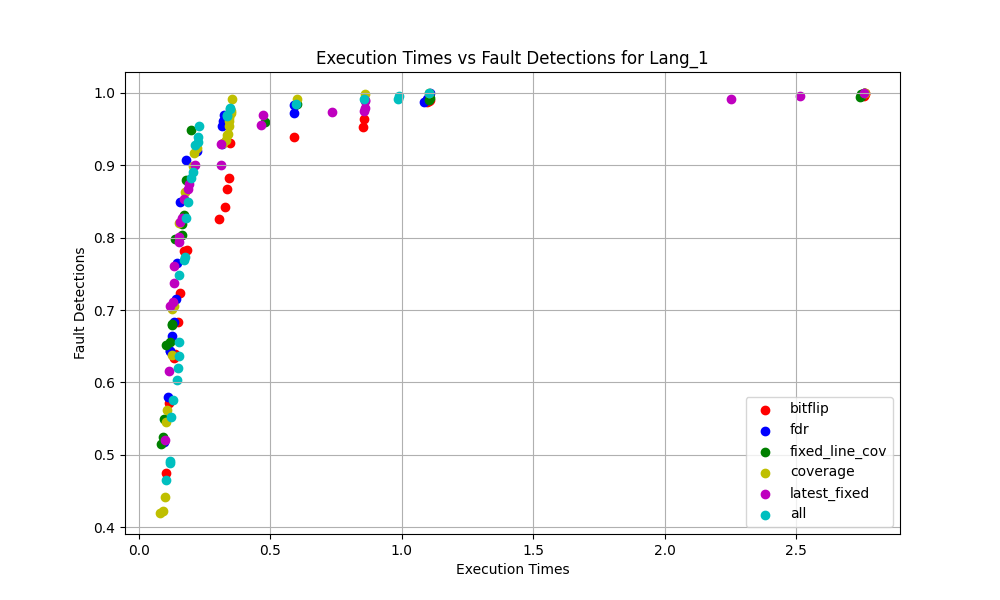 Execution Times vs Fault Detections for Lang_1
Fault Detections
1.0
0.9
0.8
0.7
0.6
0.5
0.4
0.0
0.5
1.0
1.5
2.0
2.5
Execution Times
bitflip
fdr
fixed_line_cov
coverage
latest_fixed
all